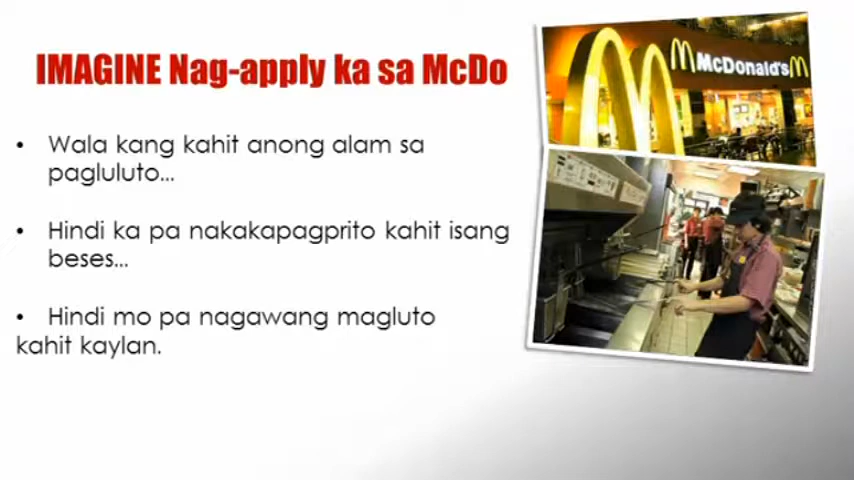 IMAGINE Nag-apply ka sa McDo
• Wala kang kahit anong alam sa
pagluluto...
• Hindi ka pa nakakapagprito kahit isang
beses...
• Hindi mo pa nagawang magluto
kahit kaylan.
McDonald's